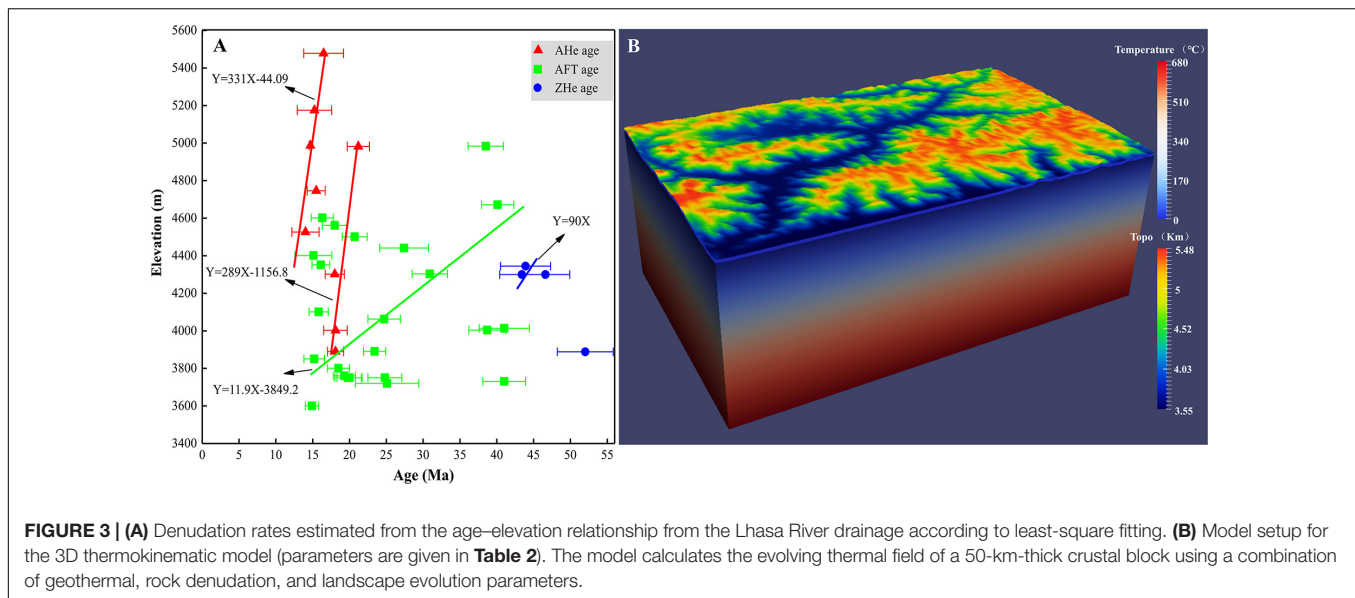 A
5600
5400
5200
5000
4800
4600
4400
4200
4000
3800
3600
3400
Elevation (m)
0 5 10 15 20 25 30 35 40 45 50 55
Age (Ma)
AHe age
AFT age
ZHe age
Y=331X-44.09
Y=90X
Y=289X-1156.8
Y=11.9X-3849.2
B
Temperature (℃)
680
510
340
170
0
Topo (Km)
5.48
5
4.52
4.03
3.55
FIGURE 3 | (A) Denudation rates estimated from the age–elevation relationship from the Lhasa River drainage according to least-square fitting. (B) Model setup for
the 3D thermokinematic model (parameters are given in Table 2). The model calculates the evolving thermal field of a 50-km-thick crustal block using a combination
of geothermal, rock denudation, and landscape evolution parameters.